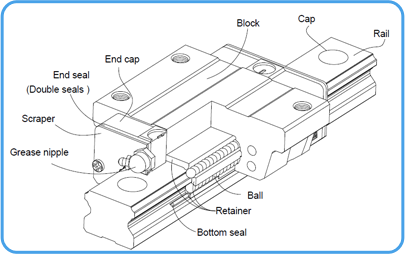 Cap
Block
Rail
End cap
End seal
(Double seals )
Scraper
Grease nipple
Ball
Retainer
Bottom seal